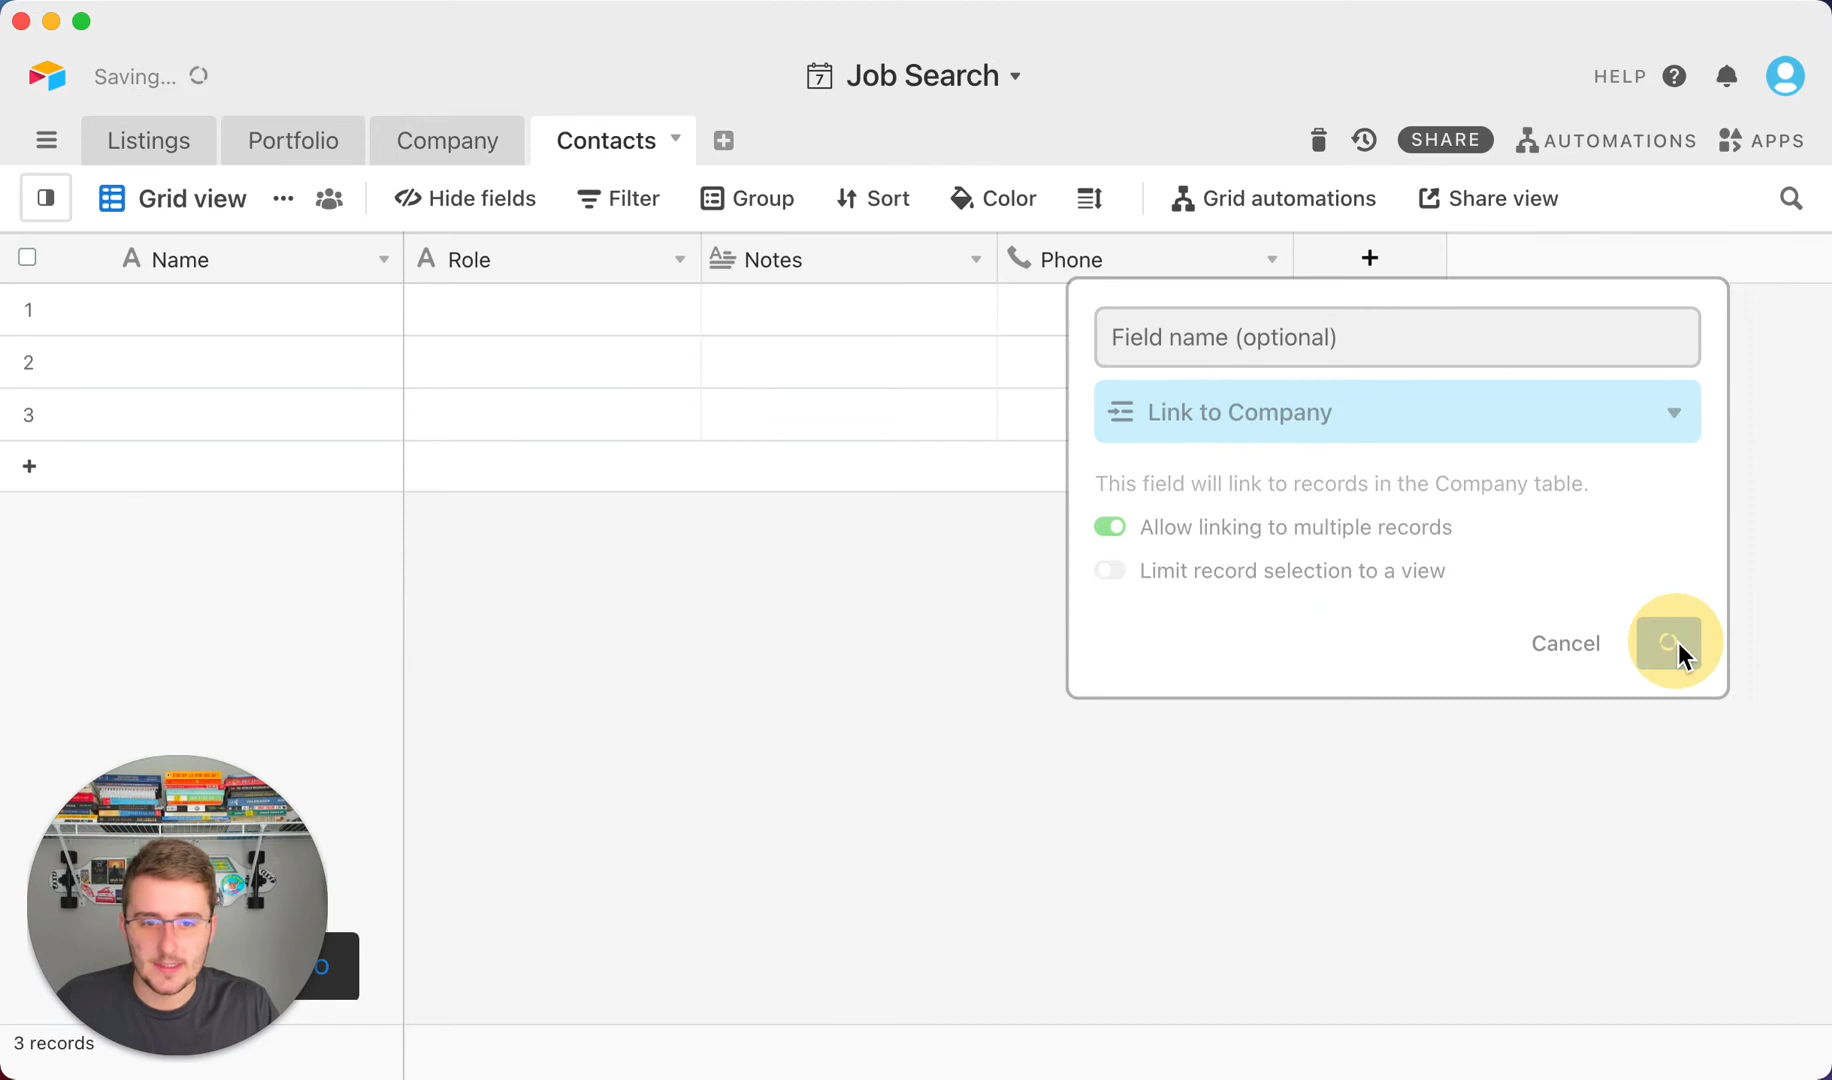 Saving...
7
Job Search
HELP
Listings
Portfolio
Company
Contacts
SHARE
AUTOMATIONS
APPS
Grid view
Hide fields
Filter
Group
Sort
Color
Grid automations
Share view
Name
Role
Notes
Phone
1
2
3
Field name (optional)
Link to Company
This field will link to records in the Company table.
Allow linking to multiple records
Limit record selection to a view
Cancel
3 records